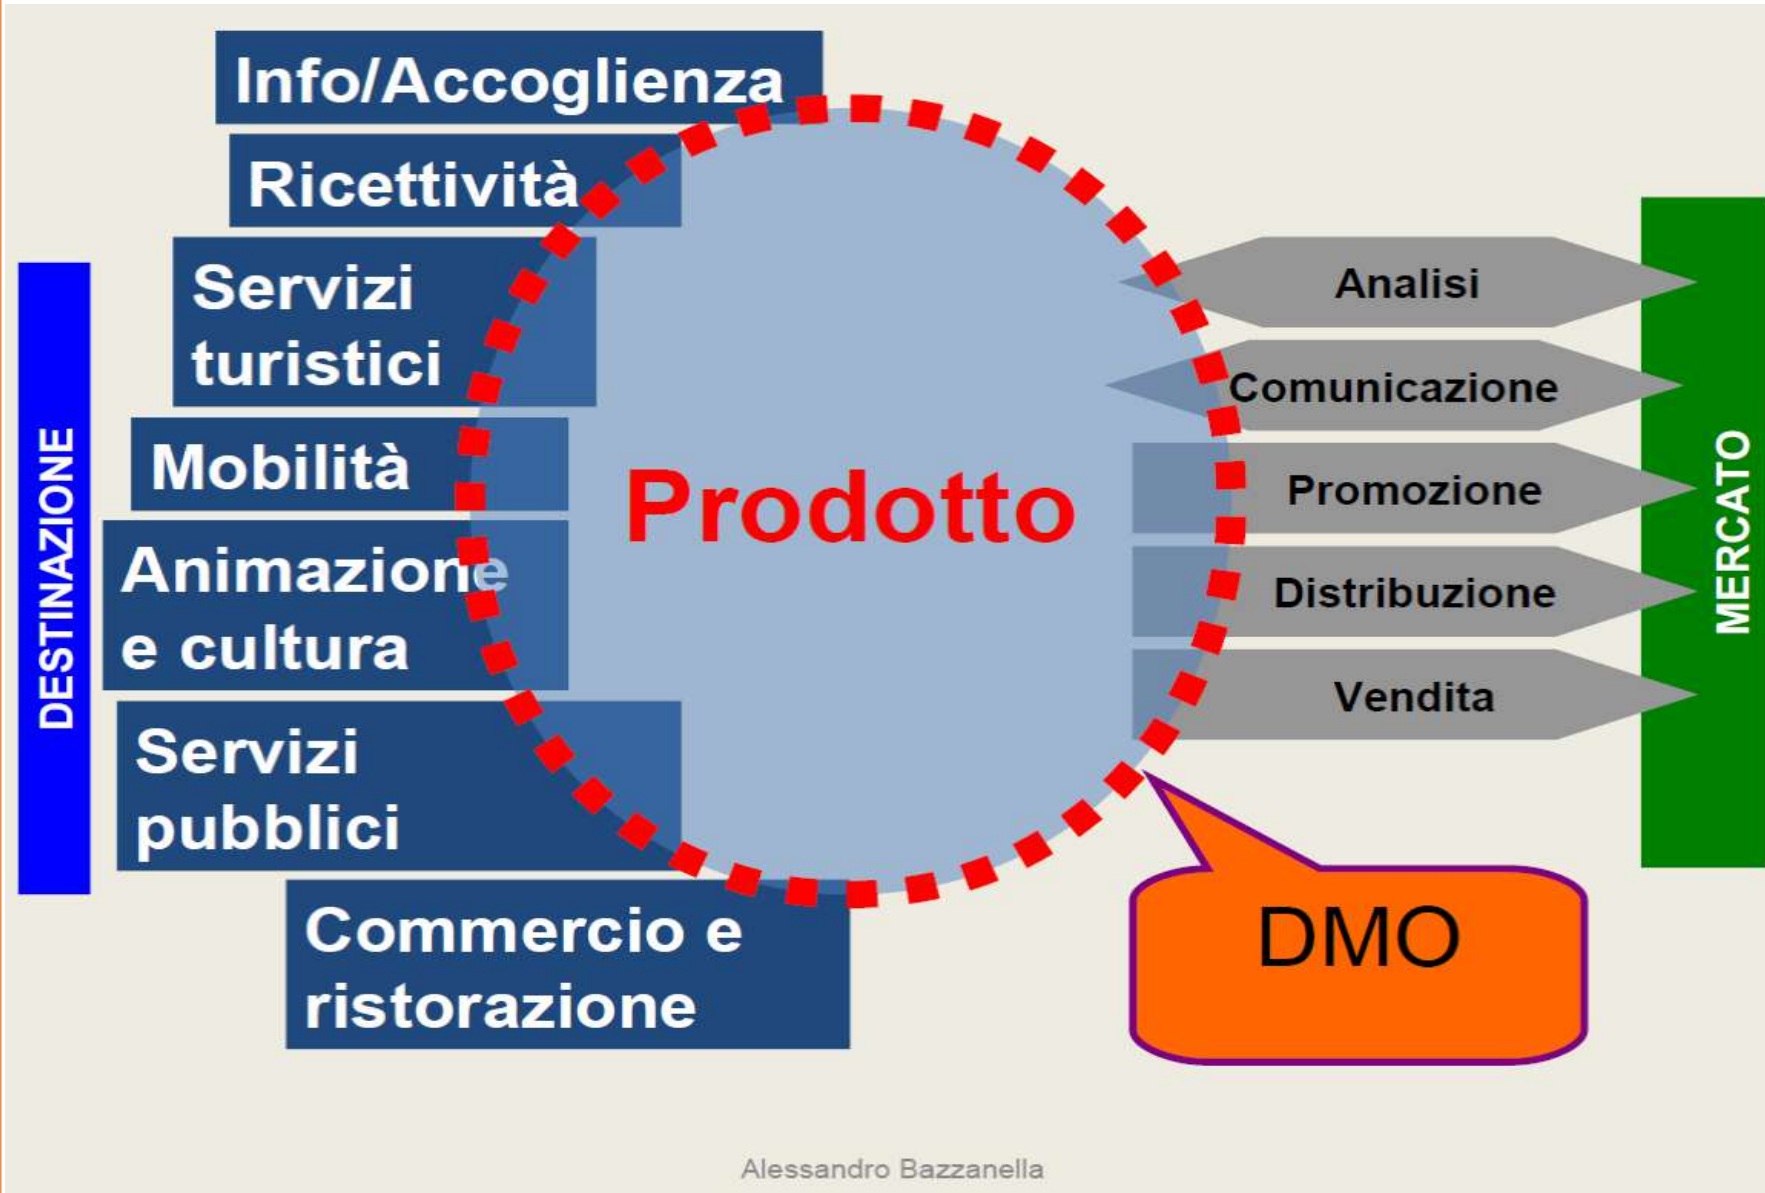 Info/Accoglienza
Ricettività
Servizi
turistici
Mobilità
Animazione
e cultura
Servizi
pubblici
Commercio e
ristorazione
DESTINAZIONE
Prodotto
Analisi
Comunicazione
Promozione
Distribuzione
Vendita
MERCATO
DMO
Alessandro Bazzanella